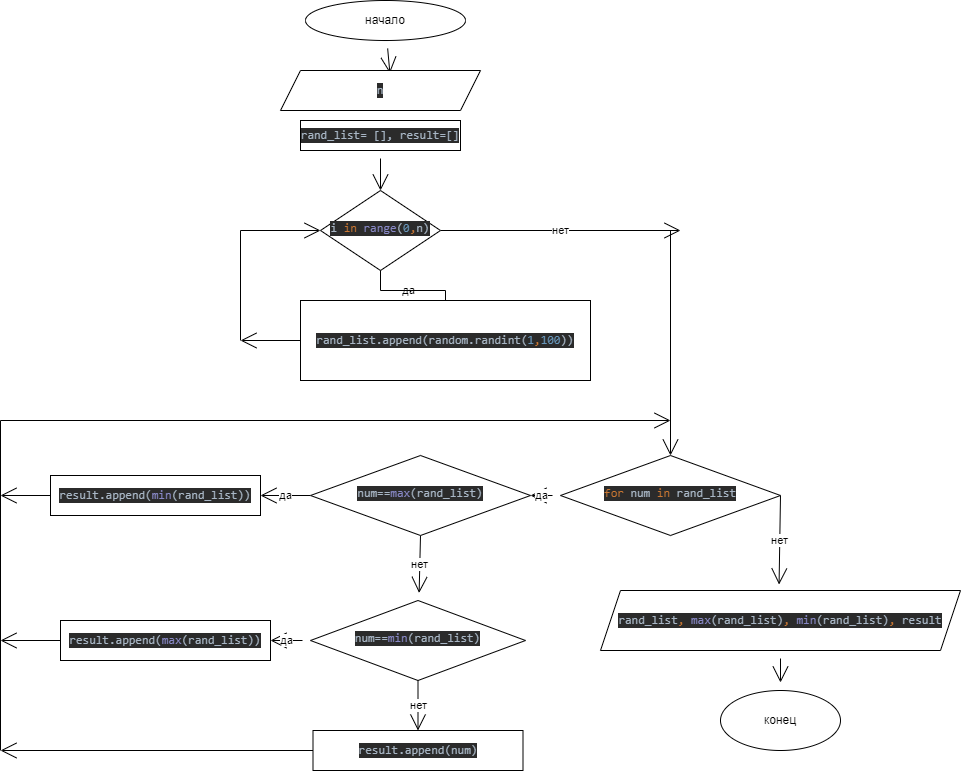 начало
n
rand_list= [], result=[]
i in range(0,n)
нет
да
rand_list.append(random.randint(1,100))
result.append(min(rand_list))
да
num==max(rand_list)
да
for num in rand_list
нет
нет
result.append(max(rand_list))
да
num==min(rand_list)
rand_list, max(rand_list), min(rand_list), result
нет
result.append(num)
конец